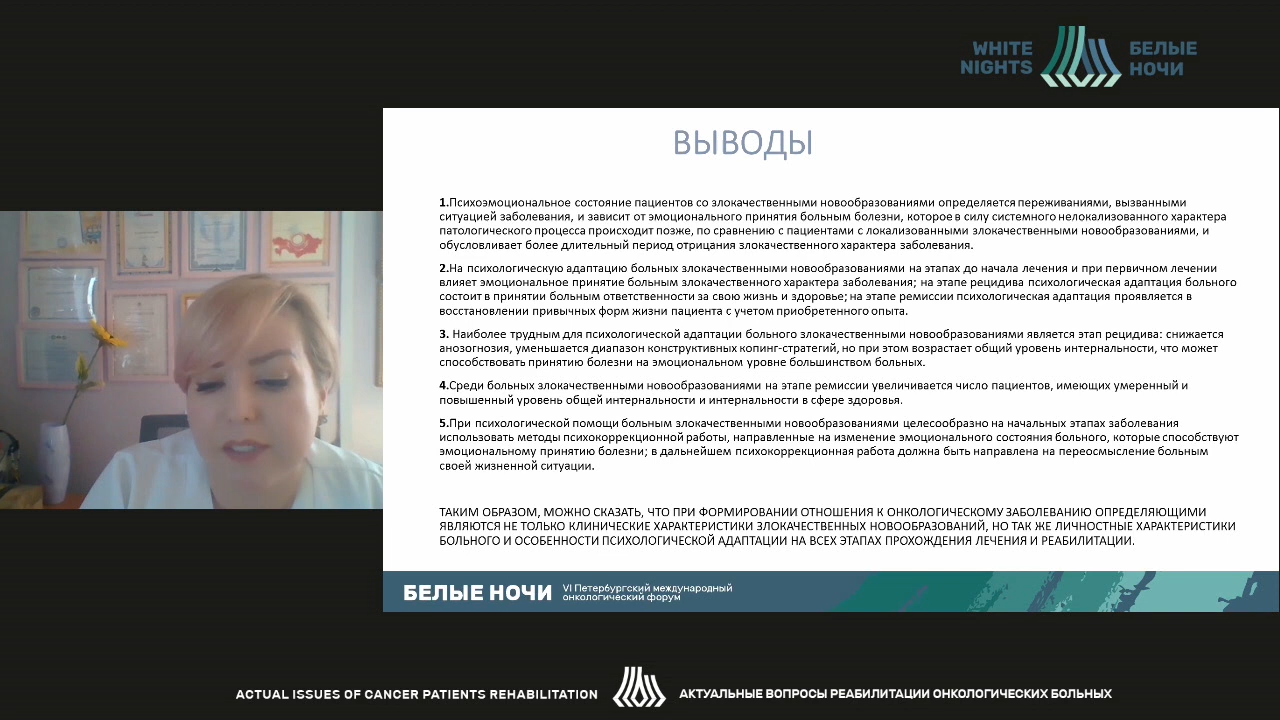 WHITE
NIGHTS
БЕЛЫЕ
НОЧИ
ВЫВОДЫ
1.Психоэмоциональное состояние пациентов со злокачественными новообразованиями определяется переживаниями, вызванными
ситуацией заболевания, и зависит от эмоционального принятия больным болезни, которое в силу системного нелокализованного характера
патологического процесса происходит позже, по сравнению с пациентами с локализованными злокачественными новообразованиями, и
обусловливает более длительный период отрицания злокачественного характера заболевания.
2.На психологическую адаптацию больных злокачественными новообразованиями на этапах до начала лечения и при первичном лечении
влияет эмоциональное принятие больным злокачественного характера заболевания; на этапе рецидива психологическая адаптация больного
состоит в принятии больным ответственности за свою жизнь и здоровье; на этапе ремиссии психологическая адаптация проявляется в
восстановлении привычных форм жизни пациента с учетом приобретенного опыта.
3. Наиболее трудным для психологической адаптации больного злокачественными новообразованиями является этап рецидива: снижается
анозогнозия, уменьшается диапазон конструктивных копинг-стратегий, но при этом возрастает общий уровень интернальности, что может
способствовать принятию болезни на эмоциональном уровне большинством больных.
4.Среди больных злокачественными новообразованиями на этапе ремиссии увеличивается число пациентов, имеющих умеренный и
повышенный уровень общей интернальности и интернальности в сфере здоровья.
5.При психологической помощи больным злокачественными новообразованиями целесообразно на начальных этапах заболевания
использовать методы психокоррекционной работы, направленные на изменение эмоционального состояния больного, которые способствуют
эмоциональному принятию болезни; в дальнейшем психокоррекционная работа должна быть направлена на переосмысление больным
своей жизненной ситуации.
ТАКИМ ОБРАЗОМ, МОЖНО СКАЗАТЬ, ЧТО ПРИ ФОРМИРОВАНИИ ОТНОШЕНИЯ К ОНКОЛОГИЧЕСКОМУ ЗАБОЛЕВАНИЮ ОПРЕДЕЛЯЮЩИМИ
ЯВЛЯЮТСЯ НЕ ТОЛЬКО КЛИНИЧЕСКИЕ ХАРАКТЕРИСТИКИ ЗЛОКАЧЕСТВЕННЫХ НОВООБРАЗОВАНИЙ, НО ТАК ЖЕ ЛИЧНОСТНЫЕ ХАРАКТЕРИСТИКИ
БОЛЬНОГО И ОСОБЕННОСТИ ПСИХОЛОГИЧЕСКОЙ АДАПТАЦИИ НА ВСЕХ ЭТАПАХ ПРОХОЖДЕНИЯ ЛЕЧЕНИЯ И РЕАБИЛИТАЦИИ.
БЕЛЫЕ НОЧИ
VI Петербургский международный
онкологический форум
ACTUAL ISSUES OF CANCER PATIENTS REHABILITATION
АКТУАЛЬНЫЕ ВОПРОСЫ РЕАБИЛИТАЦИИ ОНКОЛОГИЧЕСКИХ БОЛЬНЫХ